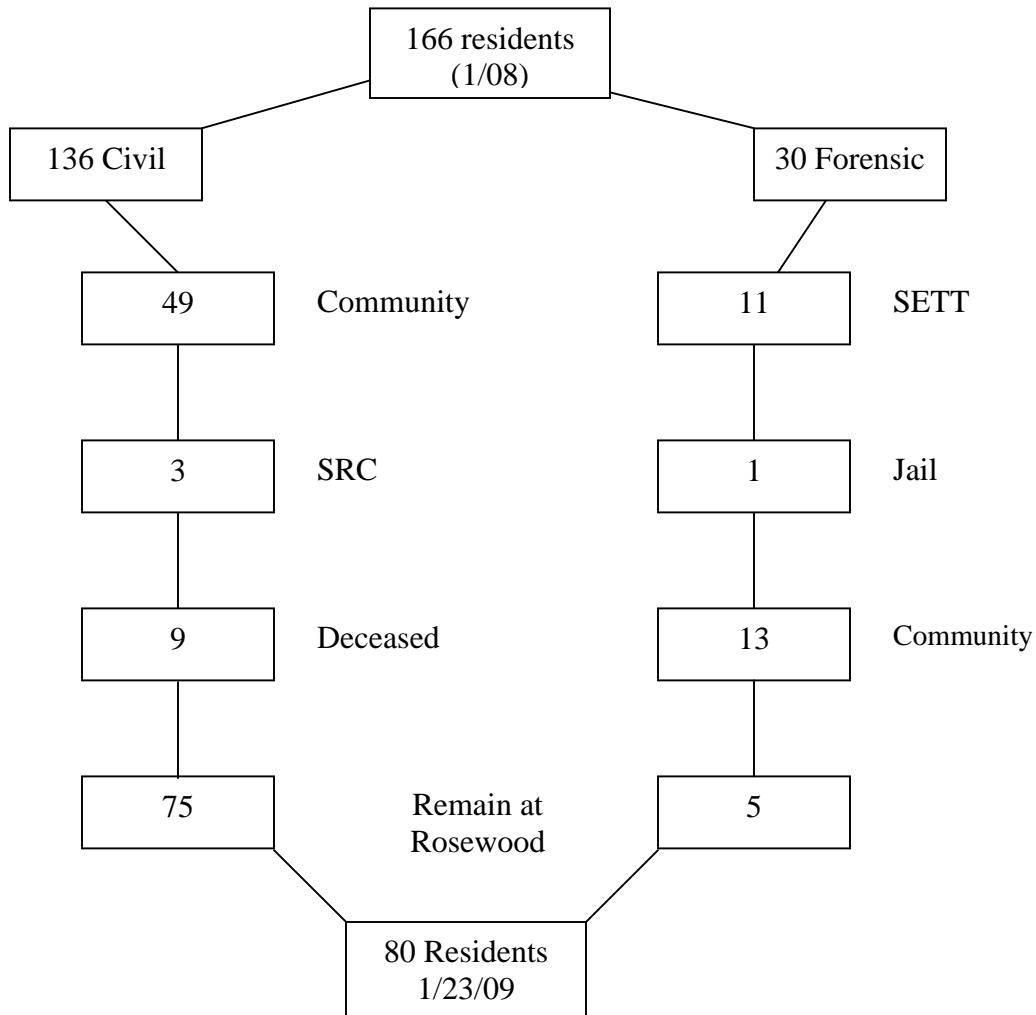 166 residents
(1/08)
136 Civil
30 Forensic
49
Community
11
SETT
3
SRC
1
Jail
9
Deceased
13
Community
75
Remain at
Rosewood
5
80 Residents
1/23/09